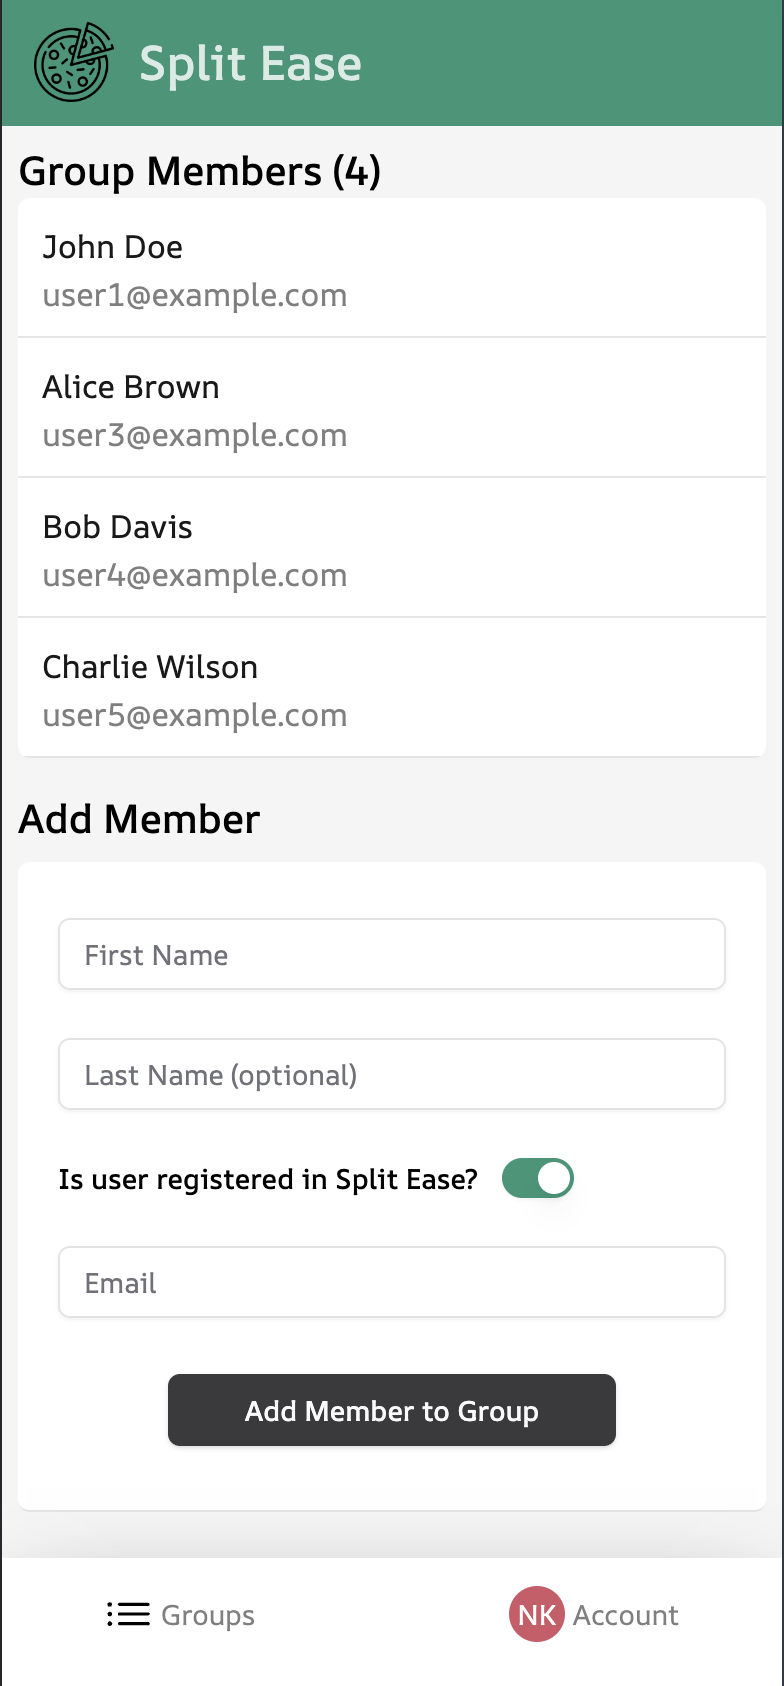 Split Ease
Group Members (4)
John Doe
user1@example.com
Alice Brown
user3@example.com
Bob Davis
user4@example.com
Charlie Wilson
user5@example.com
Add Member
First Name
Last Name (optional)
Is user registered in Split Ease?
Email
Add Member to Group
Groups
NK Account